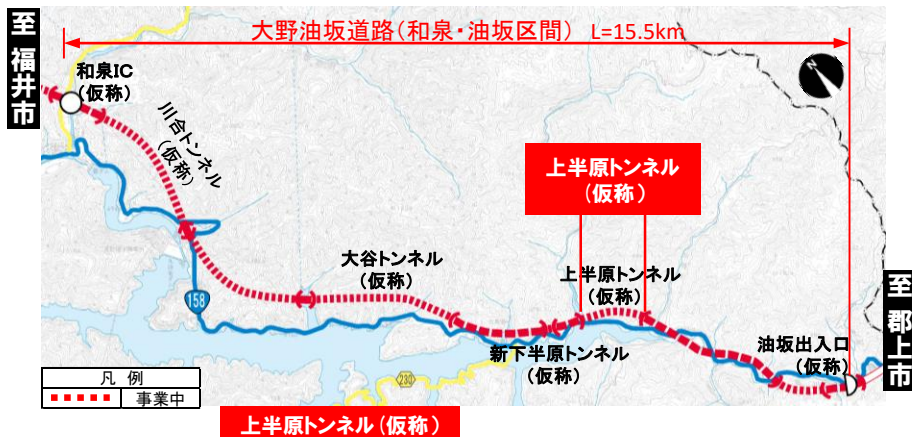 至 福井市
大野油坂道路(和泉・油坂区間) L=15.5km
和泉IC
(仮称)
N
川合トンネル
(仮称)
上半原トンネル
(仮称)
大谷トンネル
(仮称)
上半原トンネル
(仮称)
158
新下半原トンネル
(仮称)
油坂出入口
(仮称)
至 郡上市
230
凡 例
事業中
上半原トンネル(仮称)